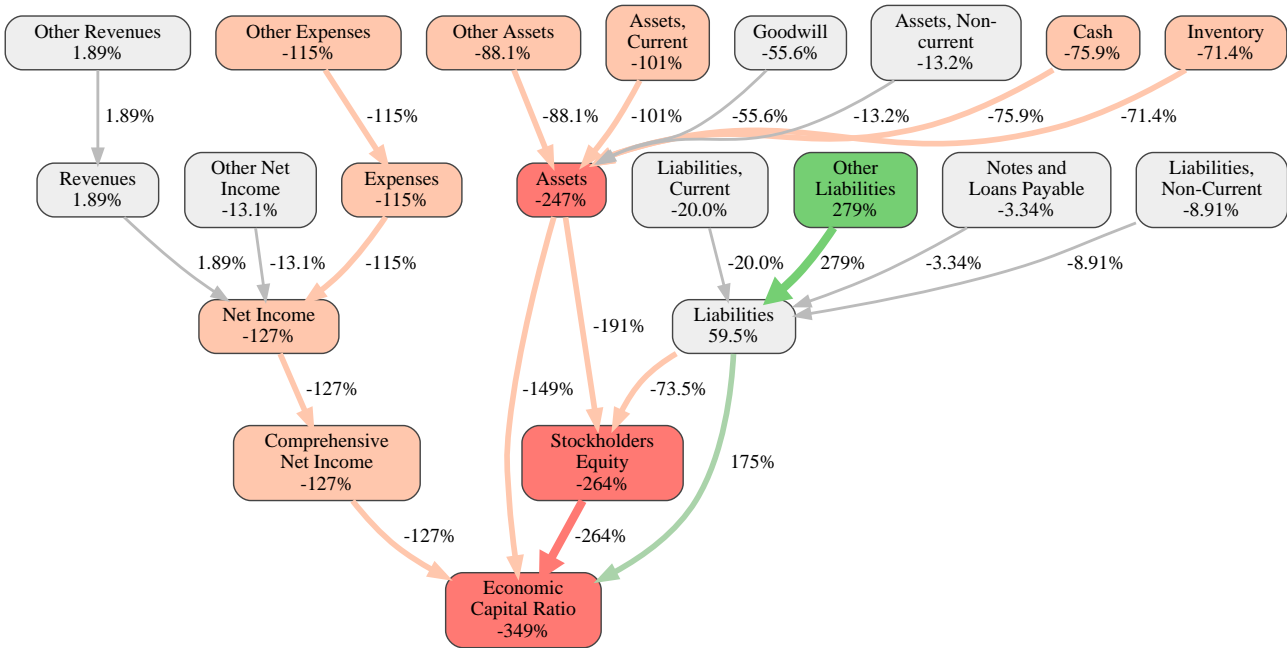 Other Revenues
1.89%
Other Expenses
-115%
Other Assets
-88.1%
Assets,
Current
-101%
Goodwill
-55.6%
Assets, Non-
current
-13.2%
Cash
-75.9%
Inventory
-71.4%
1.89%
-115%
-88.1%
-101%
-55.6%
-13.2%
-75.9%
-71.4%
Revenues
1.89%
Other Net
Income
-13.1%
Expenses
-115%
Assets
-247%
Liabilities,
Current
-20.0%
Other
Liabilities
279%
Notes and
Loans Payable
-3.34%
Liabilities,
Non-Current
-8.91%
1.89%
-13.1%
-115%
-20.0%
279%
-3.34%
-8.91%
Net Income
-127%
-191%
Liabilities
59.5%
-127%
-149%
-73.5%
Comprehensive
Net Income
-127%
Stockholders
Equity
-264%
175%
-127%
-264%
Economic
Capital Ratio
-349%